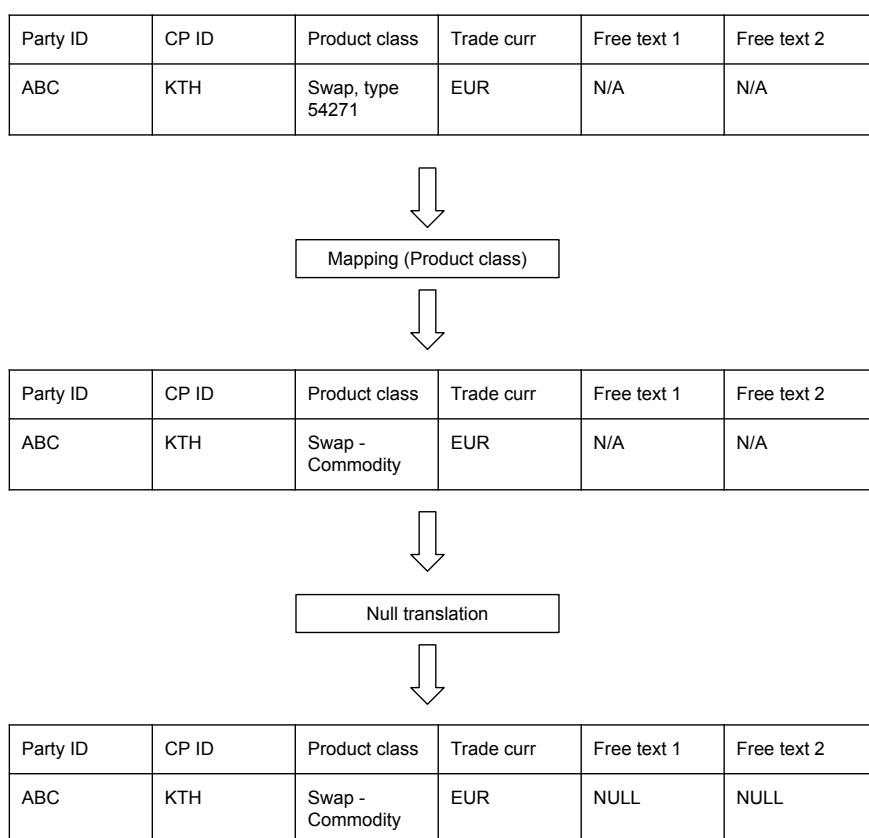 Party ID CP ID Product class Trade curr Free text 1 Free text 2
ABC KTH Swap, type EUR N/A N/A
54271
Mapping (Product class)
Party ID CP ID Product class Trade curr Free text 1 Free text 2
ABC KTH Swap - EUR N/A N/A
Commodity
Null translation
Party ID CP ID Product class Trade curr Free text 1 Free text 2
ABC KTH Swap - EUR NULL NULL
Commodity